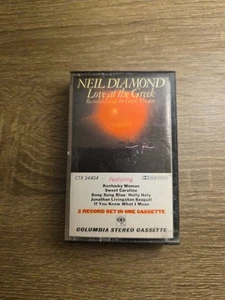 NEIL DIAMOND
Love at the Greek
Recorded Live at the Greek Theatre
CTX 34404
Featuring:
Kentucky Woman
Sweet Caroline
Song Sung Blue Holly Holy
Jonathan Livingston Seagull
If You Know What I Mean
2 RECORD SET IN ONE CASSETTE
COLUMBIA STEREO CASSETTE